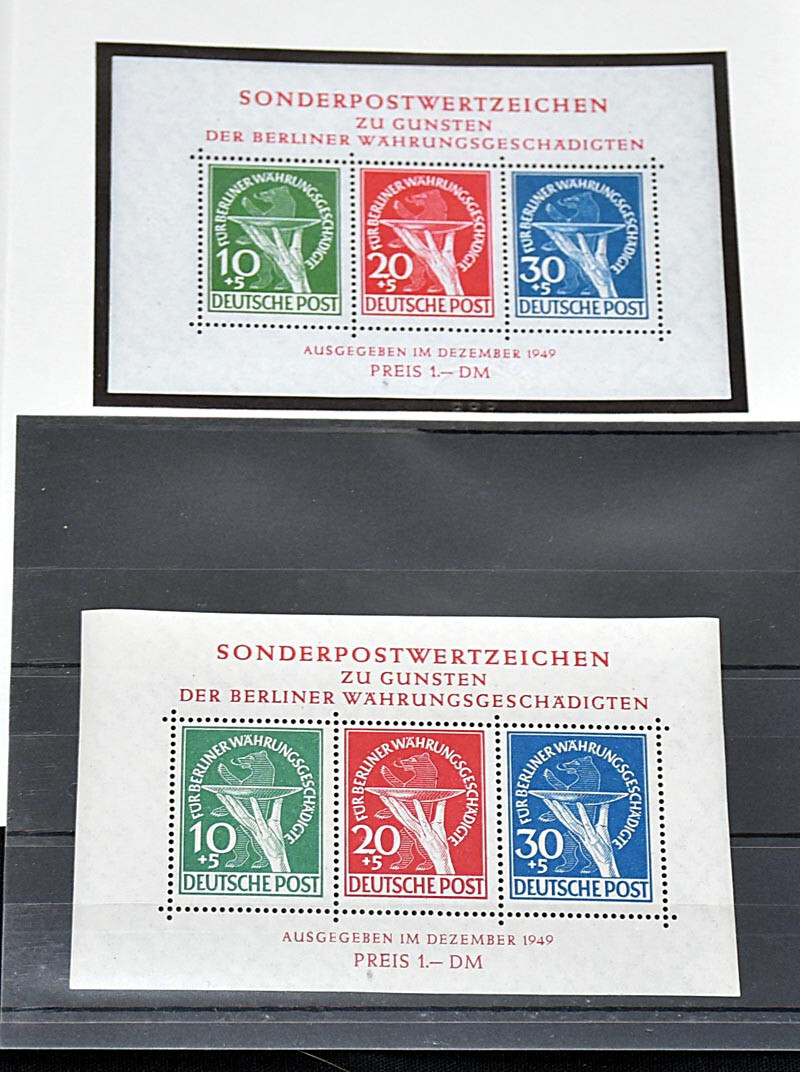 SONDERPOSTWERTZEICHEN
ZU GUNSTEN
DER BERLINER WÄHRUNGSGESCHÄDIGTEN
FÜR BERLINER WÄHRUNGSGESCHÄDIGTE
10
+5
DEUTSCHE POST
FÜR BERLINER WÄHRUNGSGESCHÄDIGTE
20
+5
DEUTSCHE POST
FÜR BERLINER WÄHRUNGSGESCHÄDIGTE
30
+5
DEUTSCHE POST
AUSGEGEBEN IM DEZEMBER 1949
PREIS 1.— DM
SONDERPOSTWERTZEICHEN
ZU GUNSTEN
DER BERLINER WÄHRUNGSGESCHÄDIGTEN
FÜR BERLINER WÄHRUNGSGESCHÄDIGTE
10
+5
DEUTSCHE POST
FÜR BERLINER WÄHRUNGSGESCHÄDIGTE
20
+5
DEUTSCHE POST
FÜR BERLINER WÄHRUNGSGESCHÄDIGTE
30
+5
DEUTSCHE POST
AUSGEGEBEN IM DEZEMBER 1949
PREIS 1.— DM